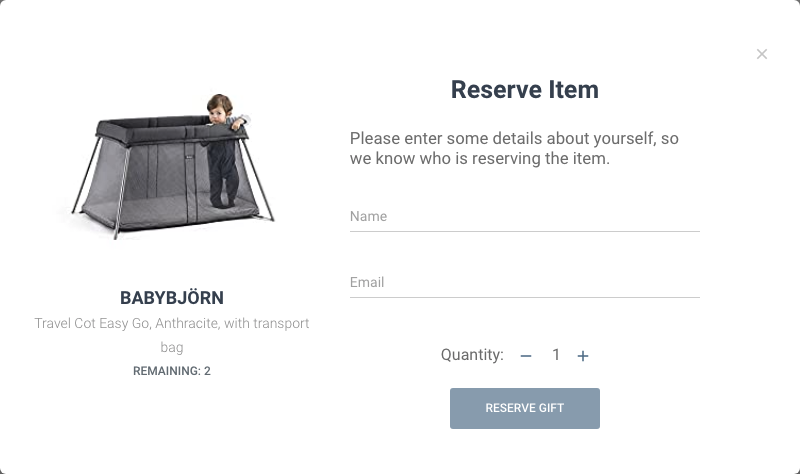 Reserve Item
Please enter some details about yourself, so
we know who is reserving the item.
Name
Email
Quantity: − 1 +
RESERVE GIFT
BABYBJÖRN
Travel Cot Easy Go, Anthracite, with transport
bag
REMAINING: 2